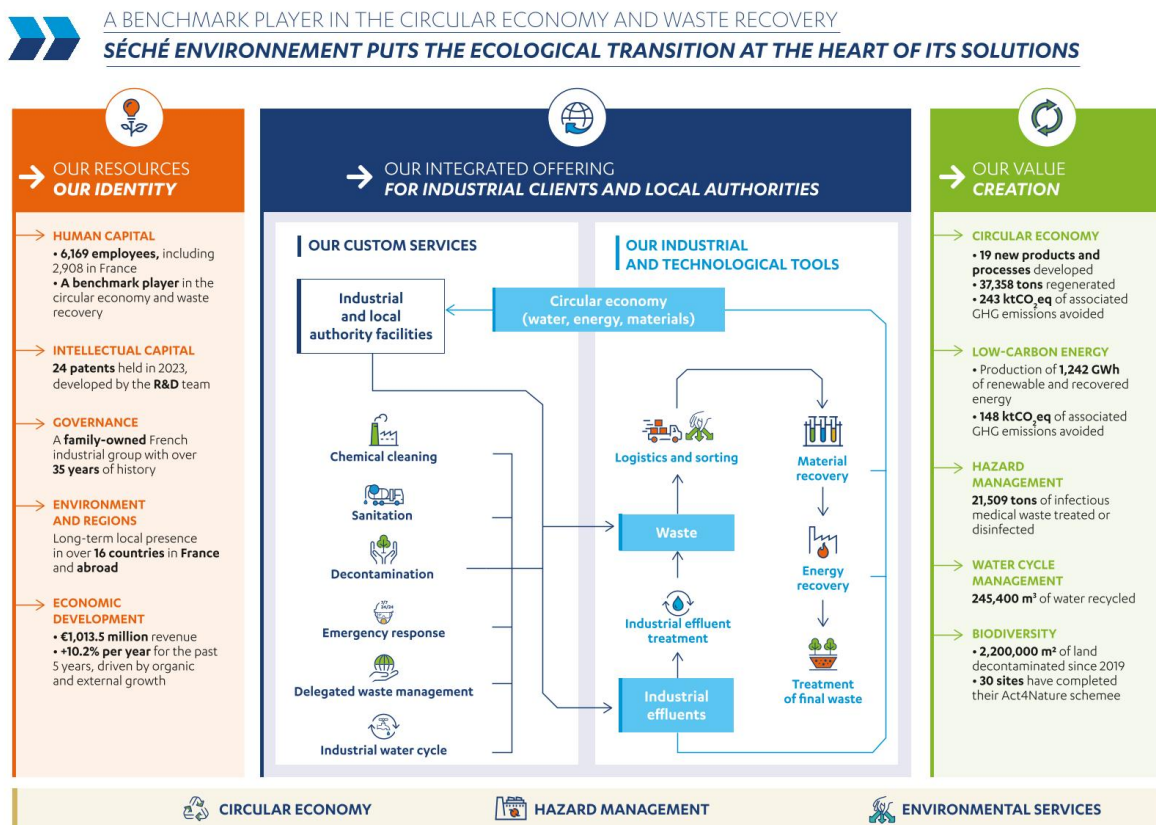 A BENCHMARK PLAYER IN THE CIRCULAR ECONOMY AND WASTE RECOVERY
SÉCHÉ ENVIRONNEMENT PUTS THE ECOLOGICAL TRANSITION AT THE HEART OF ITS SOLUTIONS
OUR RESOURCES
OUR IDENTITY
HUMAN CAPITAL
• 6,169 employees, including
2,908 in France
• A benchmark player in the
circular economy and waste
recovery
INTELLECTUAL CAPITAL
24 patents held in 2023,
developed by the R&D team
GOVERNANCE
A family-owned French
industrial group with over
35 years of history
ENVIRONMENT
AND REGIONS
Long-term local presence
in over 16 countries in France
and abroad
ECONOMIC
DEVELOPMENT
• €1,013.5 million revenue
• +10.2% per year for the past
5 years, driven by organic
and external growth
OUR INTEGRATED OFFERING
FOR INDUSTRIAL CLIENTS AND LOCAL AUTHORITIES
OUR CUSTOM SERVICES
Industrial
and local
authority facilities
Chemical cleaning
Sanitation
Decontamination
7/7
24/24
Emergency response
Delegated waste management
Industrial water cycle
OUR INDUSTRIAL
AND TECHNOLOGICAL TOOLS
Circular economy
(water, energy, materials)
Logistics and sorting
Waste
Industrial effluent
treatment
Industrial
effluents
Material
recovery
Energy
recovery
Treatment
of final waste
OUR VALUE
CREATION
CIRCULAR ECONOMY
• 19 new products and
processes developed
• 37,358 tons regenerated
• 243 ktCO2eq of associated
GHG emissions avoided
LOW-CARBON ENERGY
• Production of 1,242 GWh
of renewable and recovered
energy
• 148 ktCO2eq of associated
GHG emissions avoided
HAZARD
MANAGEMENT
21,509 tons of infectious
medical waste treated or
disinfected
WATER CYCLE
MANAGEMENT
245,400 m³ of water recycled
BIODIVERSITY
• 2,200,000 m² of land
decontaminated since 2019
• 30 sites have completed
their Act4Nature schemee
CIRCULAR ECONOMY
HAZARD MANAGEMENT
ENVIRONMENTAL SERVICES